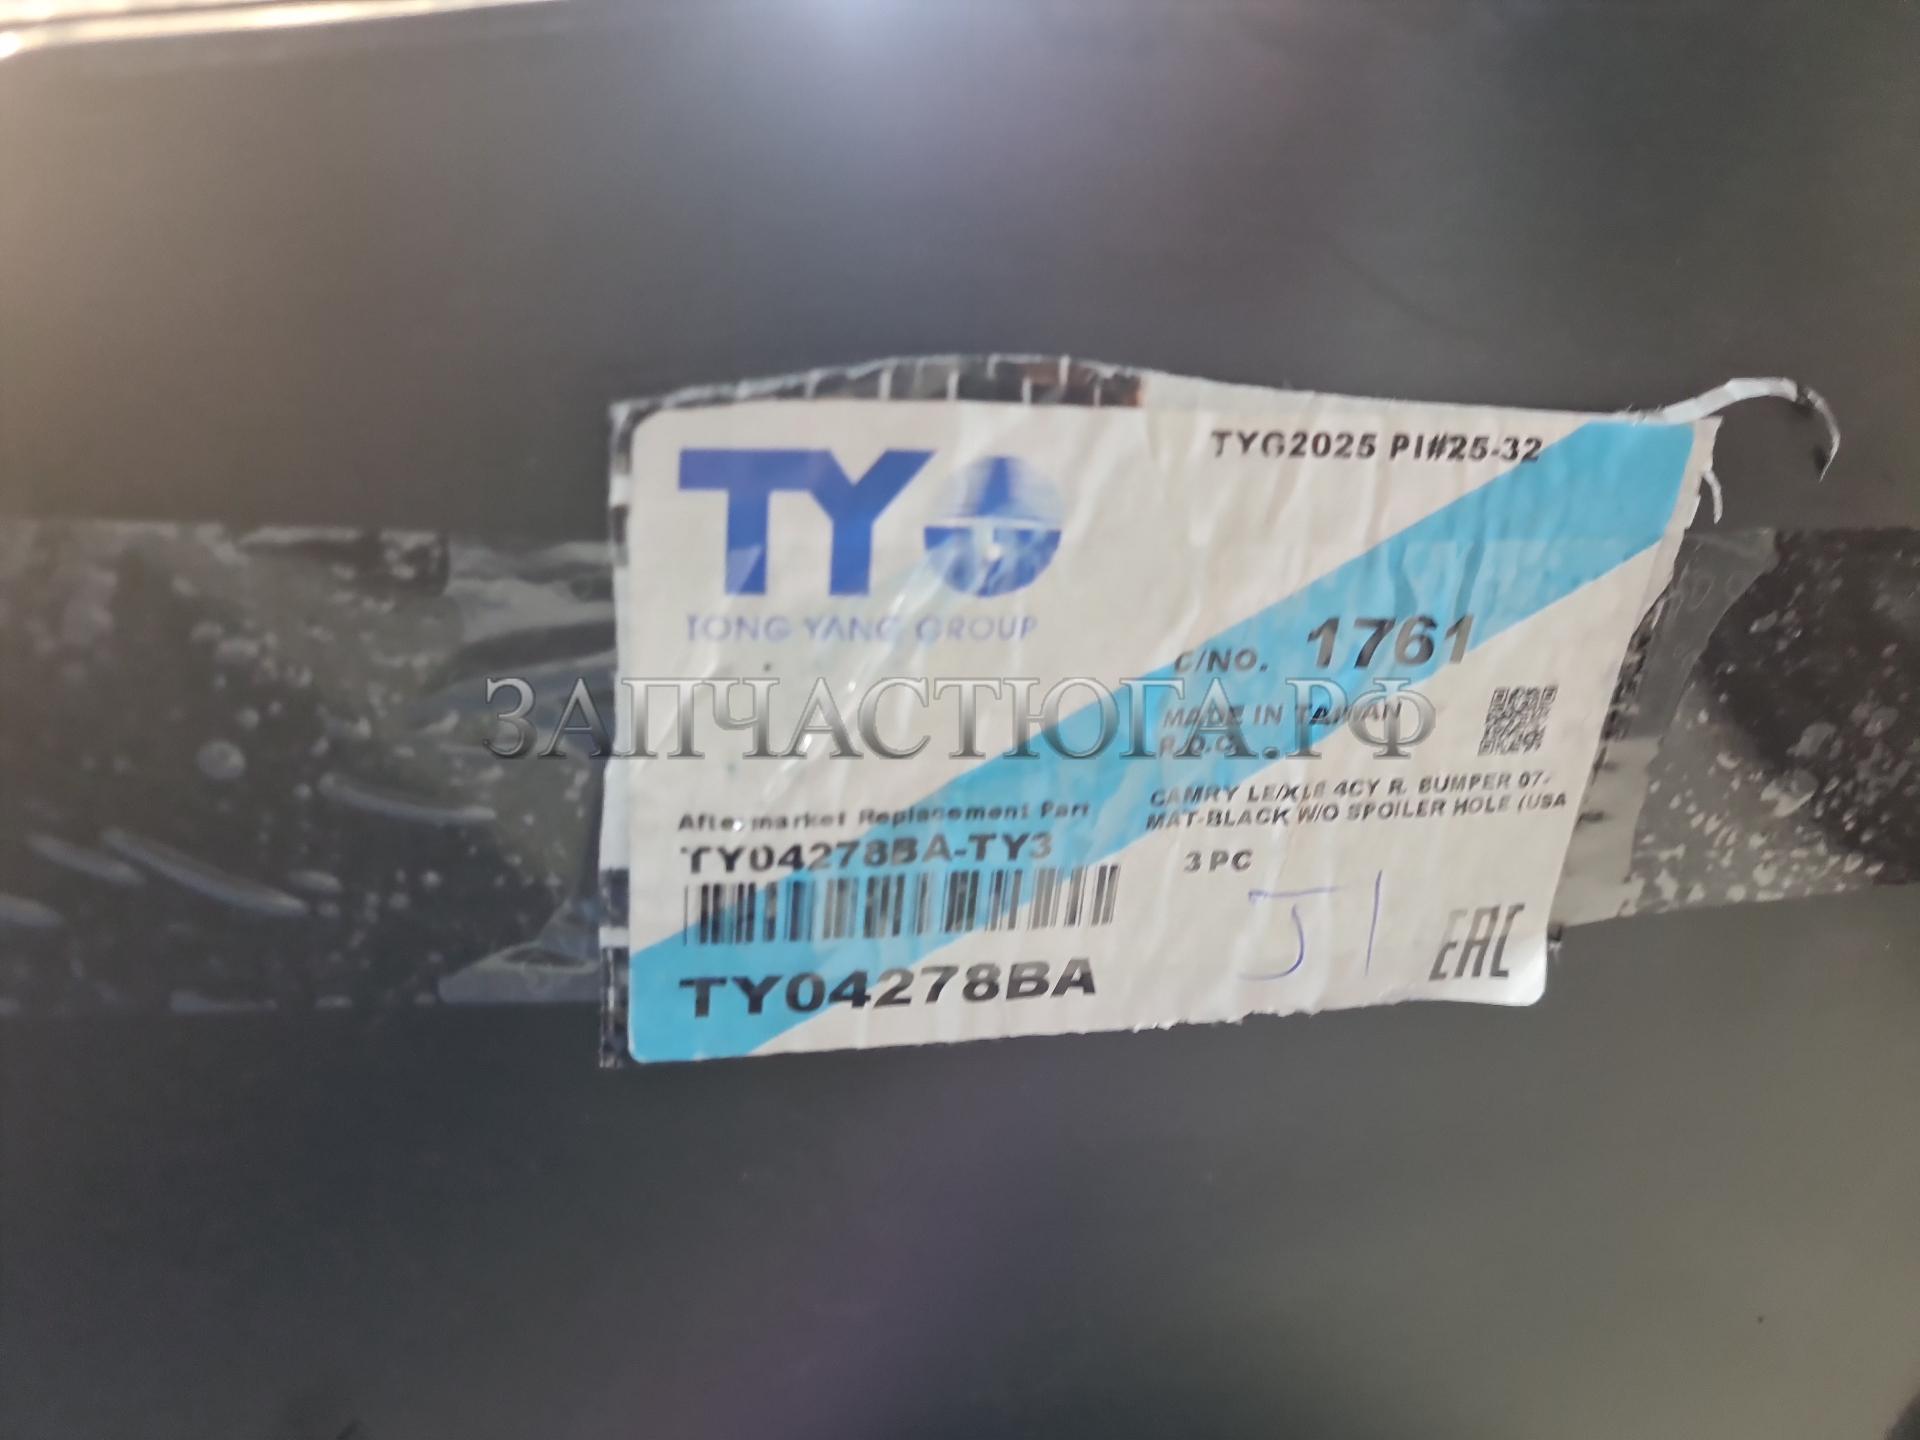 TYG2025 PI#25-32
TY
TONG YANG GROUP
C/NO. 1761
MADE IN TAIWAN
R.O.C.
ЗАПЧАСТЮГА.РФ
CAMRY LE/XLE 4CY R. BUMPER 07-
MAT-BLACK W/O SPOILER HOLE (USA
3 PC
Aftermarket Replacement Part
TY04278BA-TY3
TY04278BA
J1
EAC